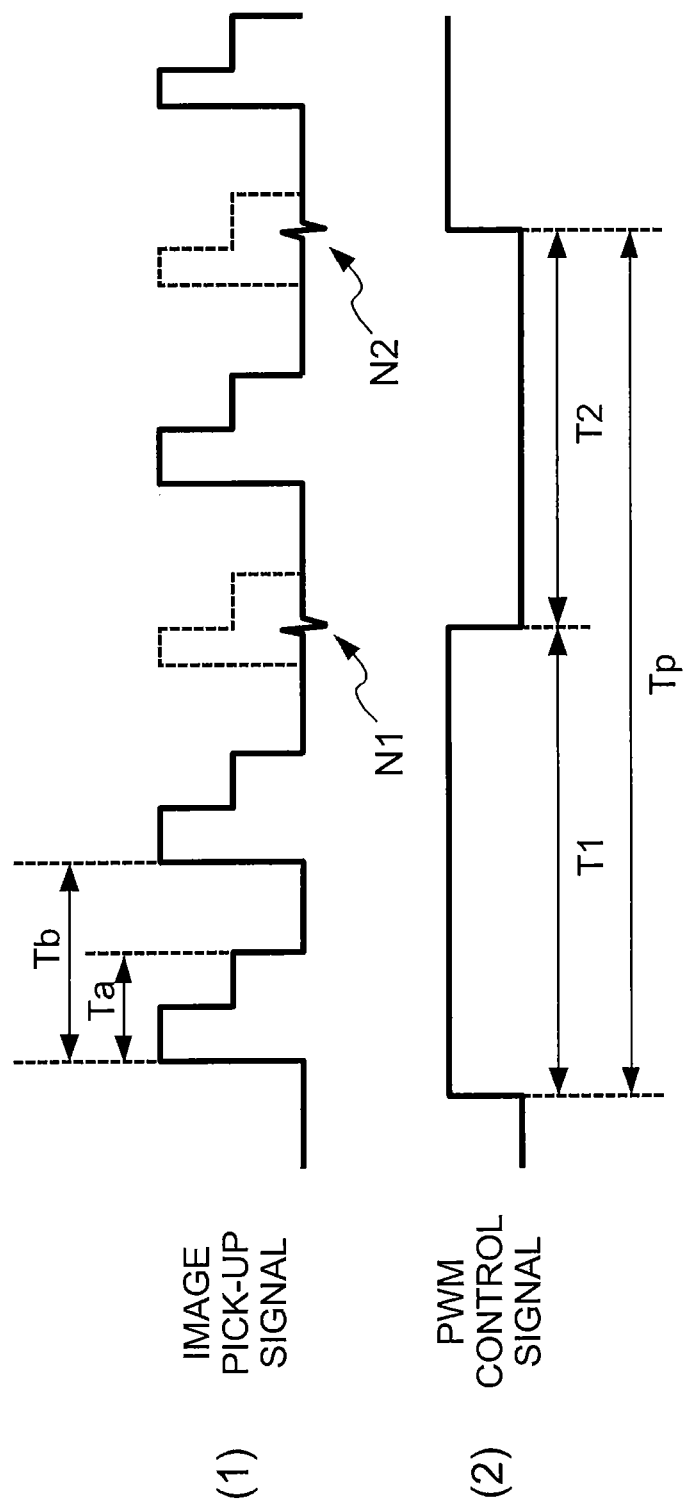 (1)
IMAGE
PICK-UP
SIGNAL
Tb
Ta
N1
N2
(2)
PWM
CONTROL
SIGNAL
T1
T2
Tp